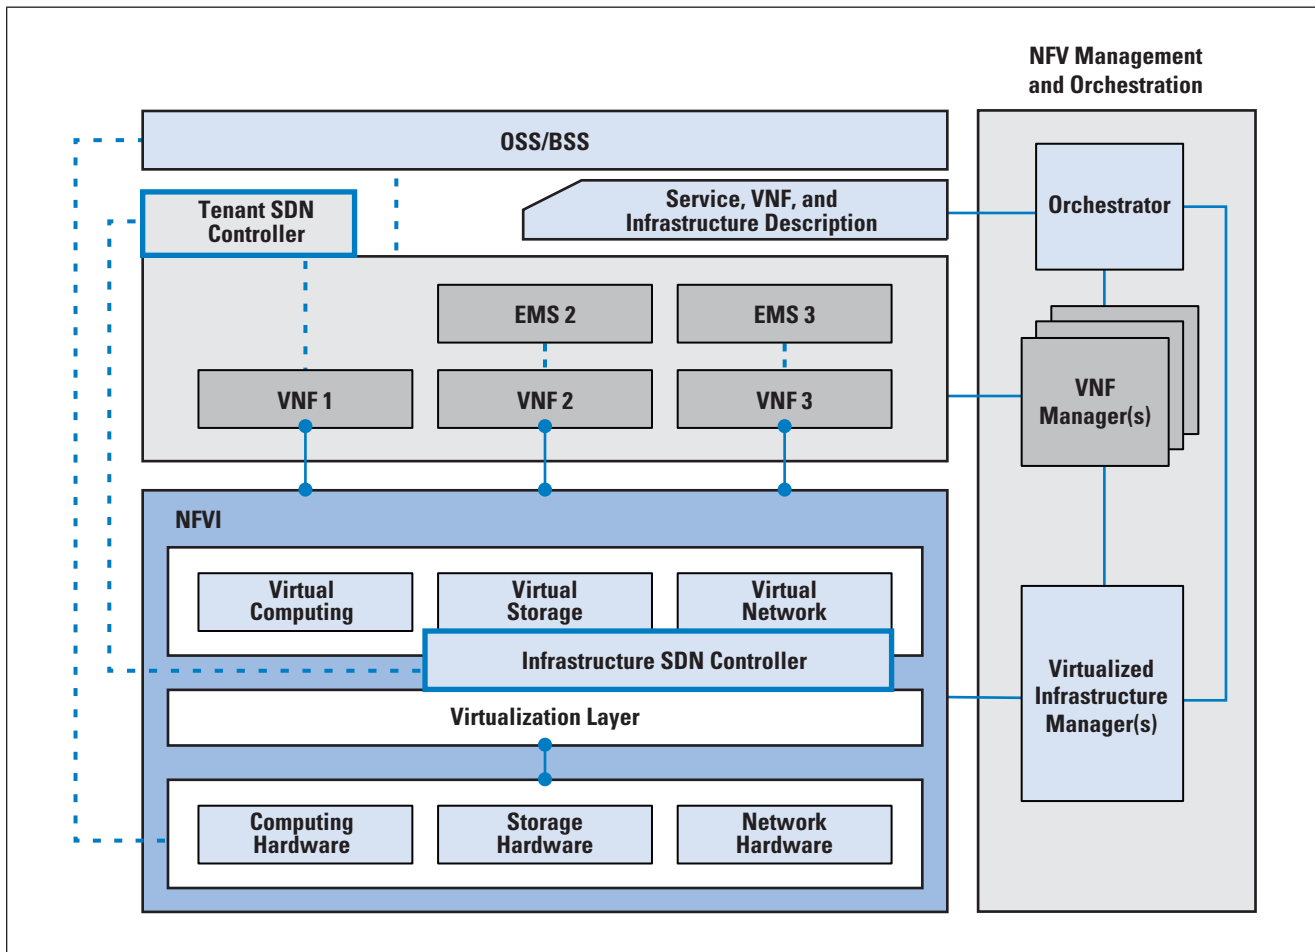 NFV Management
and Orchestration
OSS/BSS
Tenant SDN
Controller
Service, VNF, and
Infrastructure Description
Orchestrator
EMS 2
EMS 3
VNF 1
VNF 2
VNF 3
VNF
Manager(s)
NFVI
Virtual
Computing
Virtual
Storage
Virtual
Network
Infrastructure SDN Controller
Virtualization Layer
Virtualized
Infrastructure
Manager(s)
Computing
Hardware
Storage
Hardware
Network
Hardware